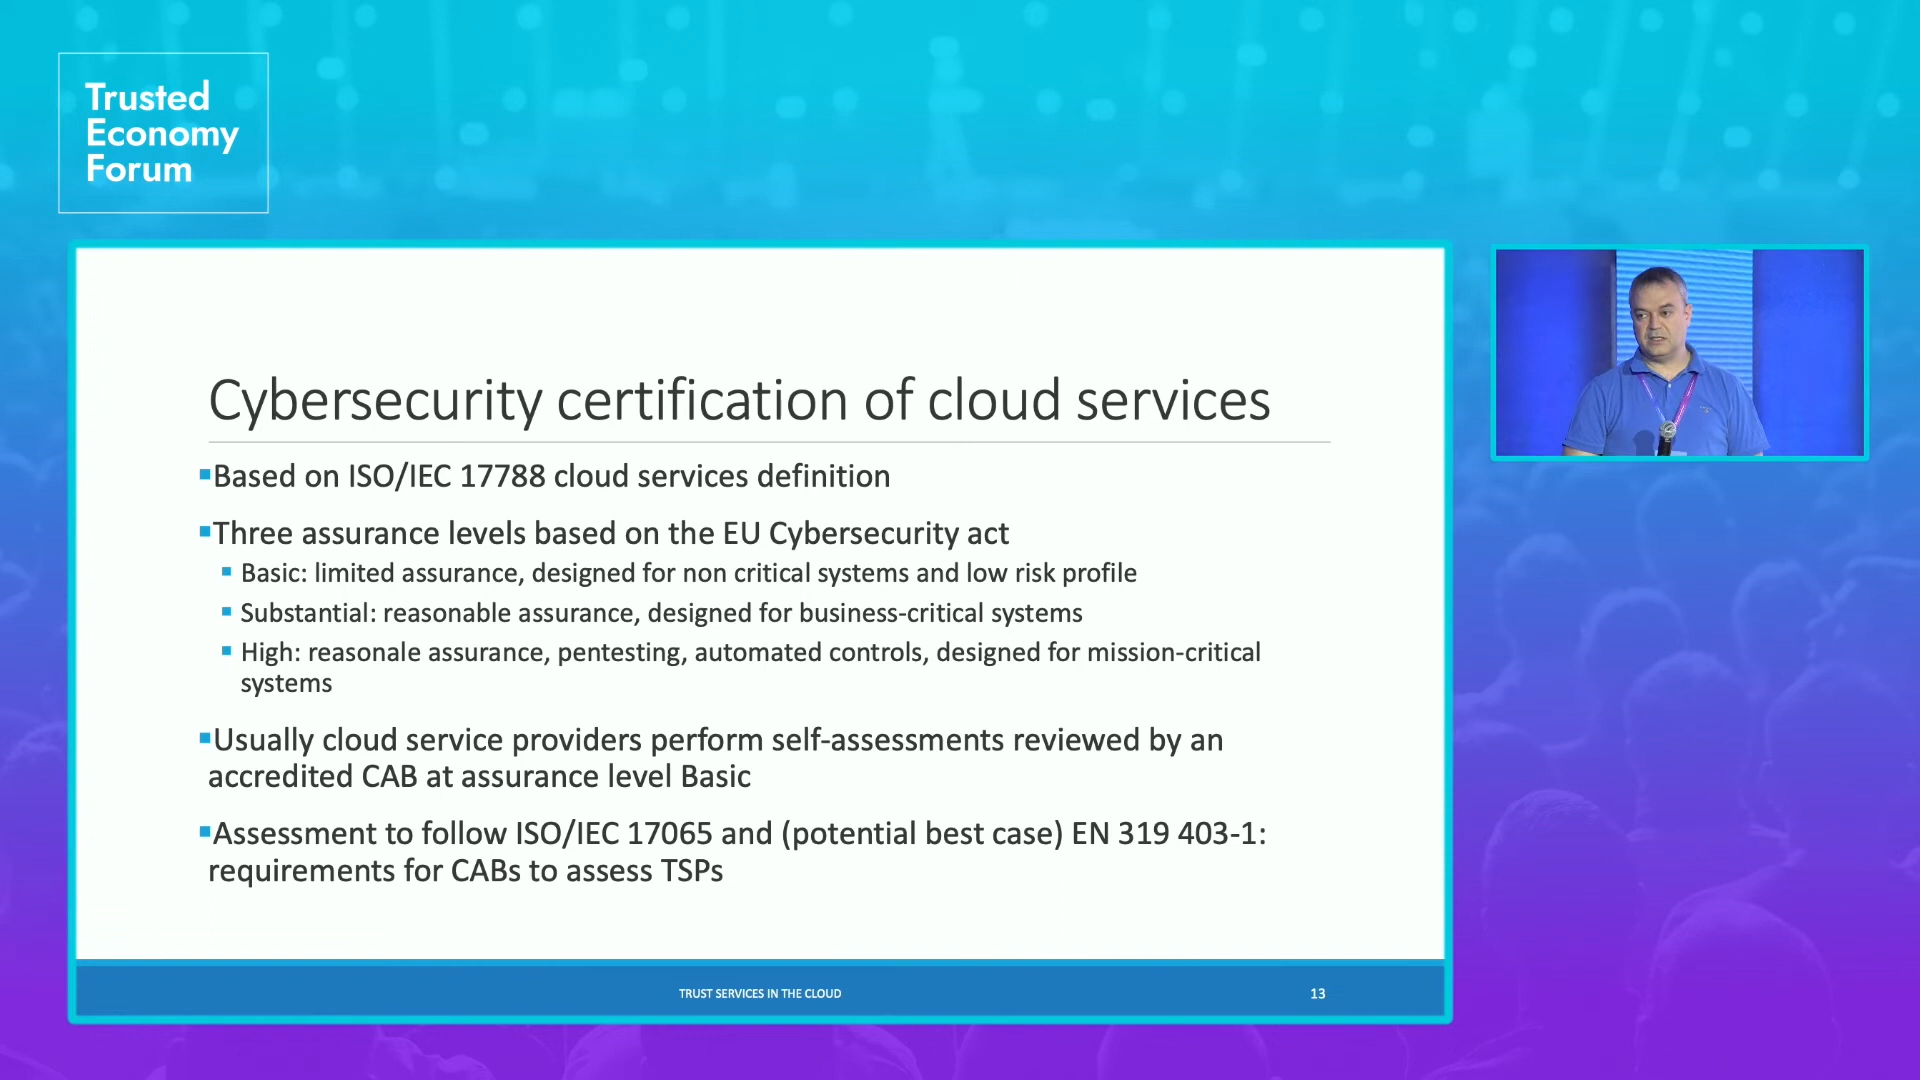 Trusted
Economy
Forum
Cybersecurity certification of cloud services
Based on ISO/IEC 17788 cloud services definition
Three assurance levels based on the EU Cybersecurity act
Basic: limited assurance, designed for non critical systems and low risk profile
Substantial: reasonable assurance, designed for business-critical systems
High: reasonale assurance, pentesting, automated controls, designed for mission-critical
systems
Usually cloud service providers perform self-assessments reviewed by an
accredited CAB at assurance level Basic
Assessment to follow ISO/IEC 17065 and (potential best case) EN 319 403-1:
requirements for CABs to assess TSPs
TRUST SERVICES IN THE CLOUD
13